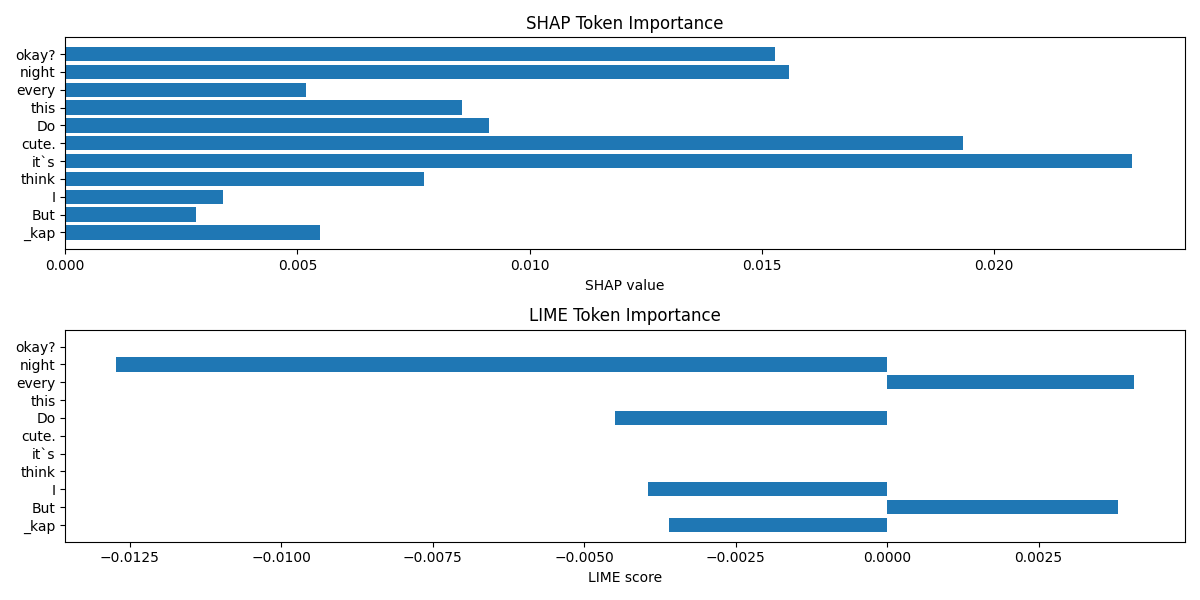 SHAP Token Importance
okay?
night
every
this
Do
cute.
it`s
think
I
But
_kap
0.000 0.005 0.010 0.015 0.020
SHAP value
LIME Token Importance
okay?
night
every
this
Do
cute.
it`s
think
I
But
_kap
−0.0125 −0.0100 −0.0075 −0.0050 −0.0025 0.0000 0.0025
LIME score